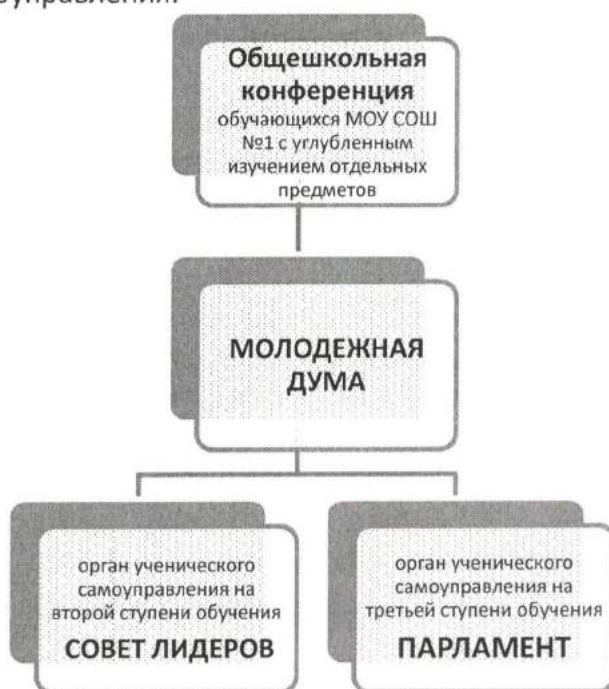 Общешкольная
конференция
обучающихся МОУ СОШ
№1 с углубленным
изучением отдельных
предметов
МОЛОДЕЖНАЯ
ДУМА
орган ученического
самоуправления на
второй ступени обучения
СОВЕТ ЛИДЕРОВ
орган ученического
самоуправления на
третьей ступени обучения
ПАРЛАМЕНТ